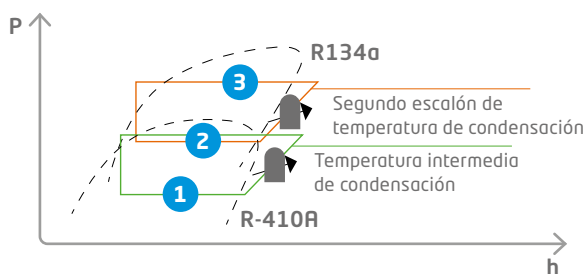 P
R134a
3
Segundo escalón de
temperatura de condensación
2
Temperatura intermedia
de condensación
1
R-410A
h